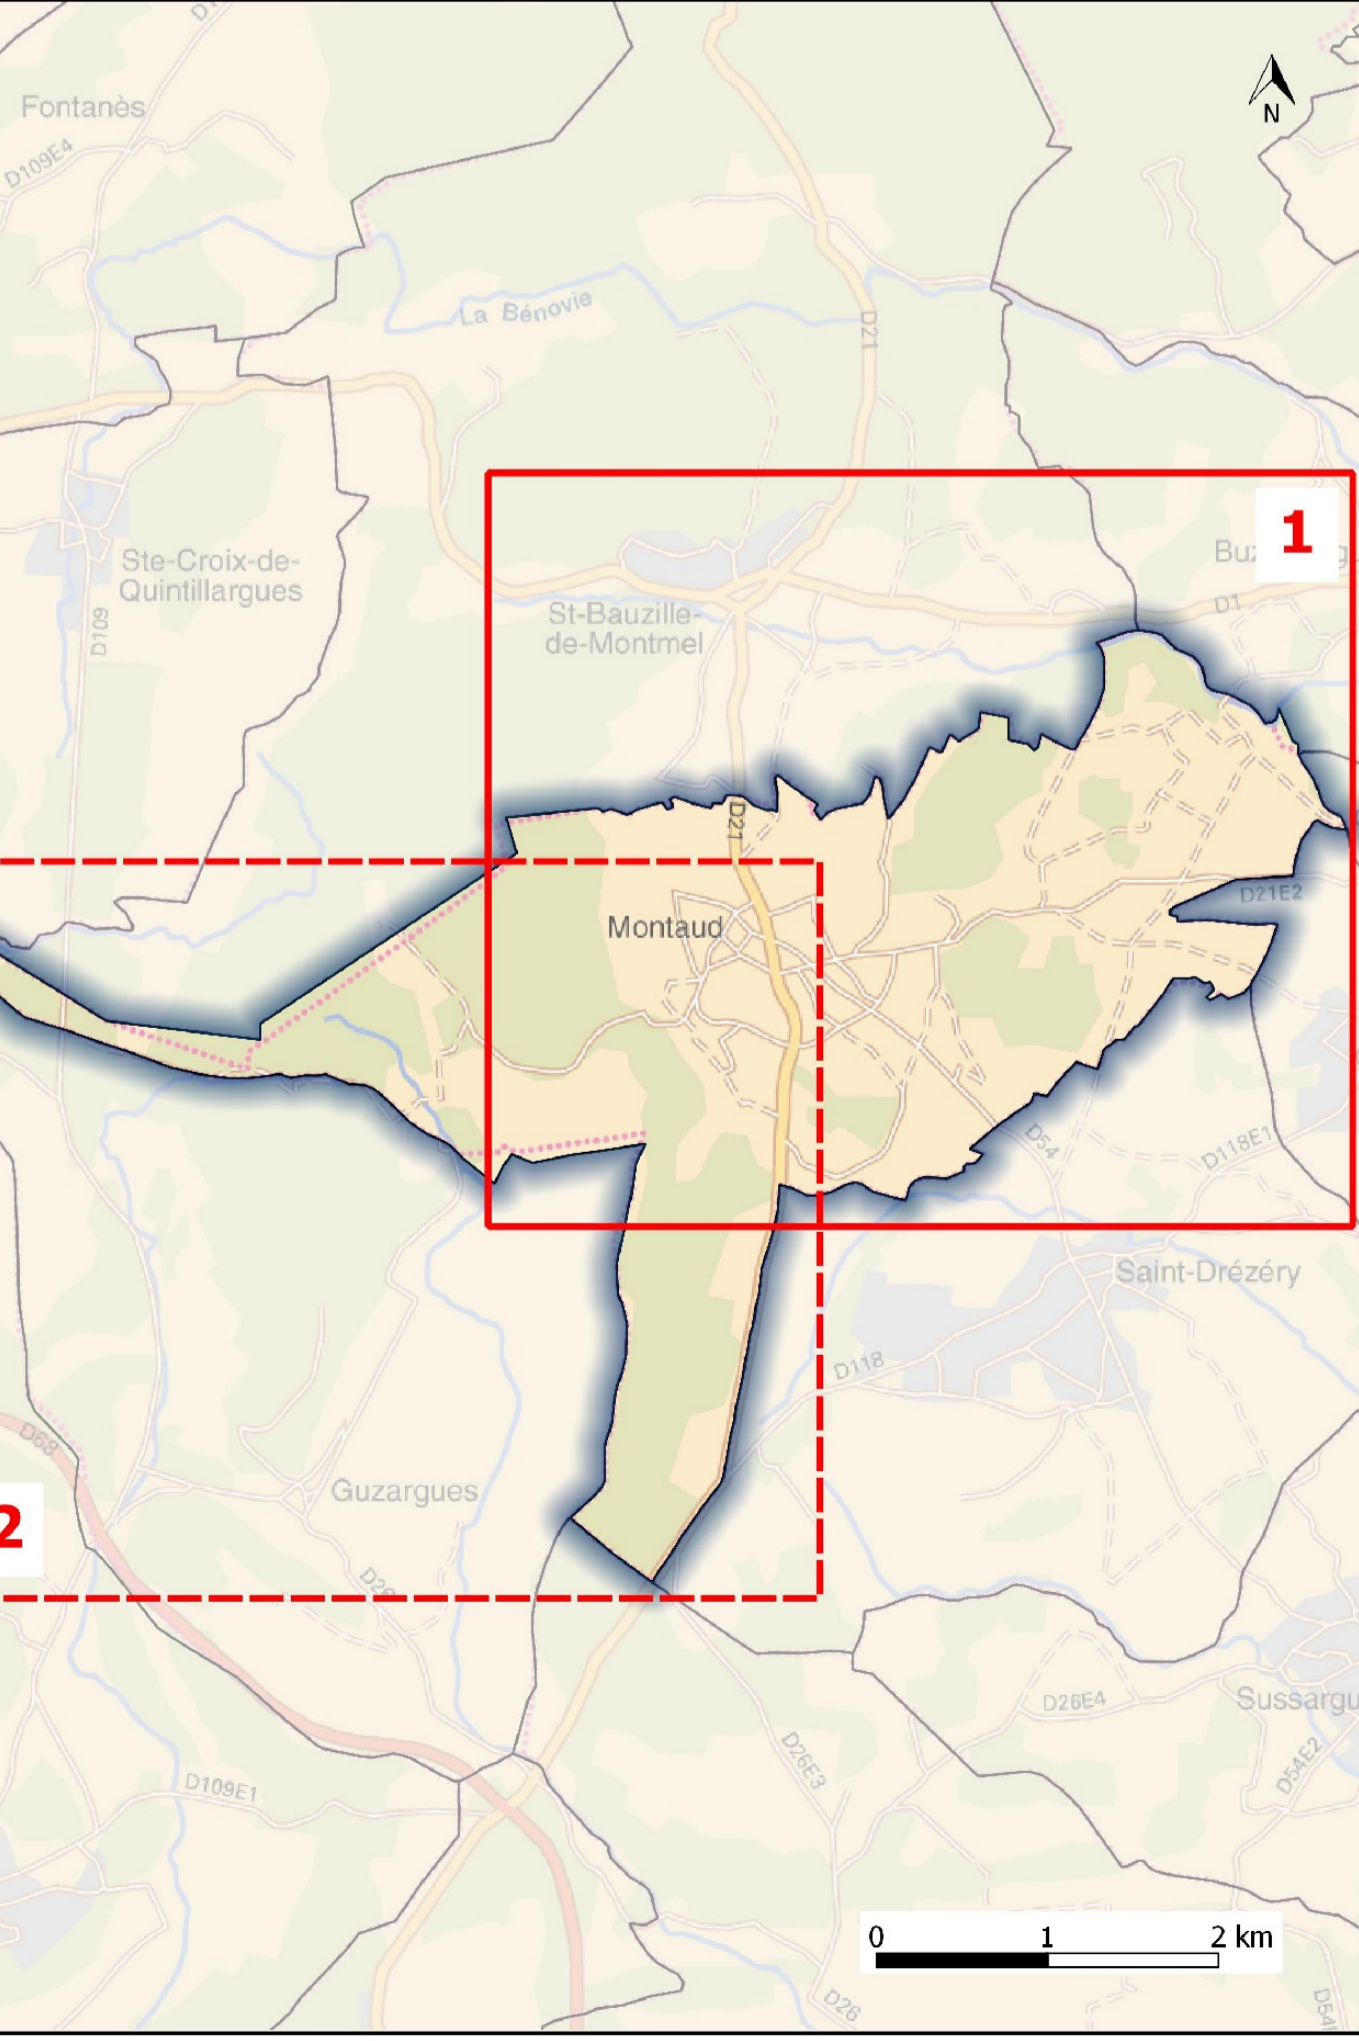 Fontanès
D109E4
N
La Bénovie
D21
1
Ste-Croix-de-
Quintillargues
D109
St-Bauzille-
de-Montmel
D1
D21
Montaud
D21E2
D54
D118E1
Saint-Drézéry
D118
D68
Guzargues
2
D26
D26E4
Sussargu
D26E3
D54E2
D109E1
0 1 2 km
D26